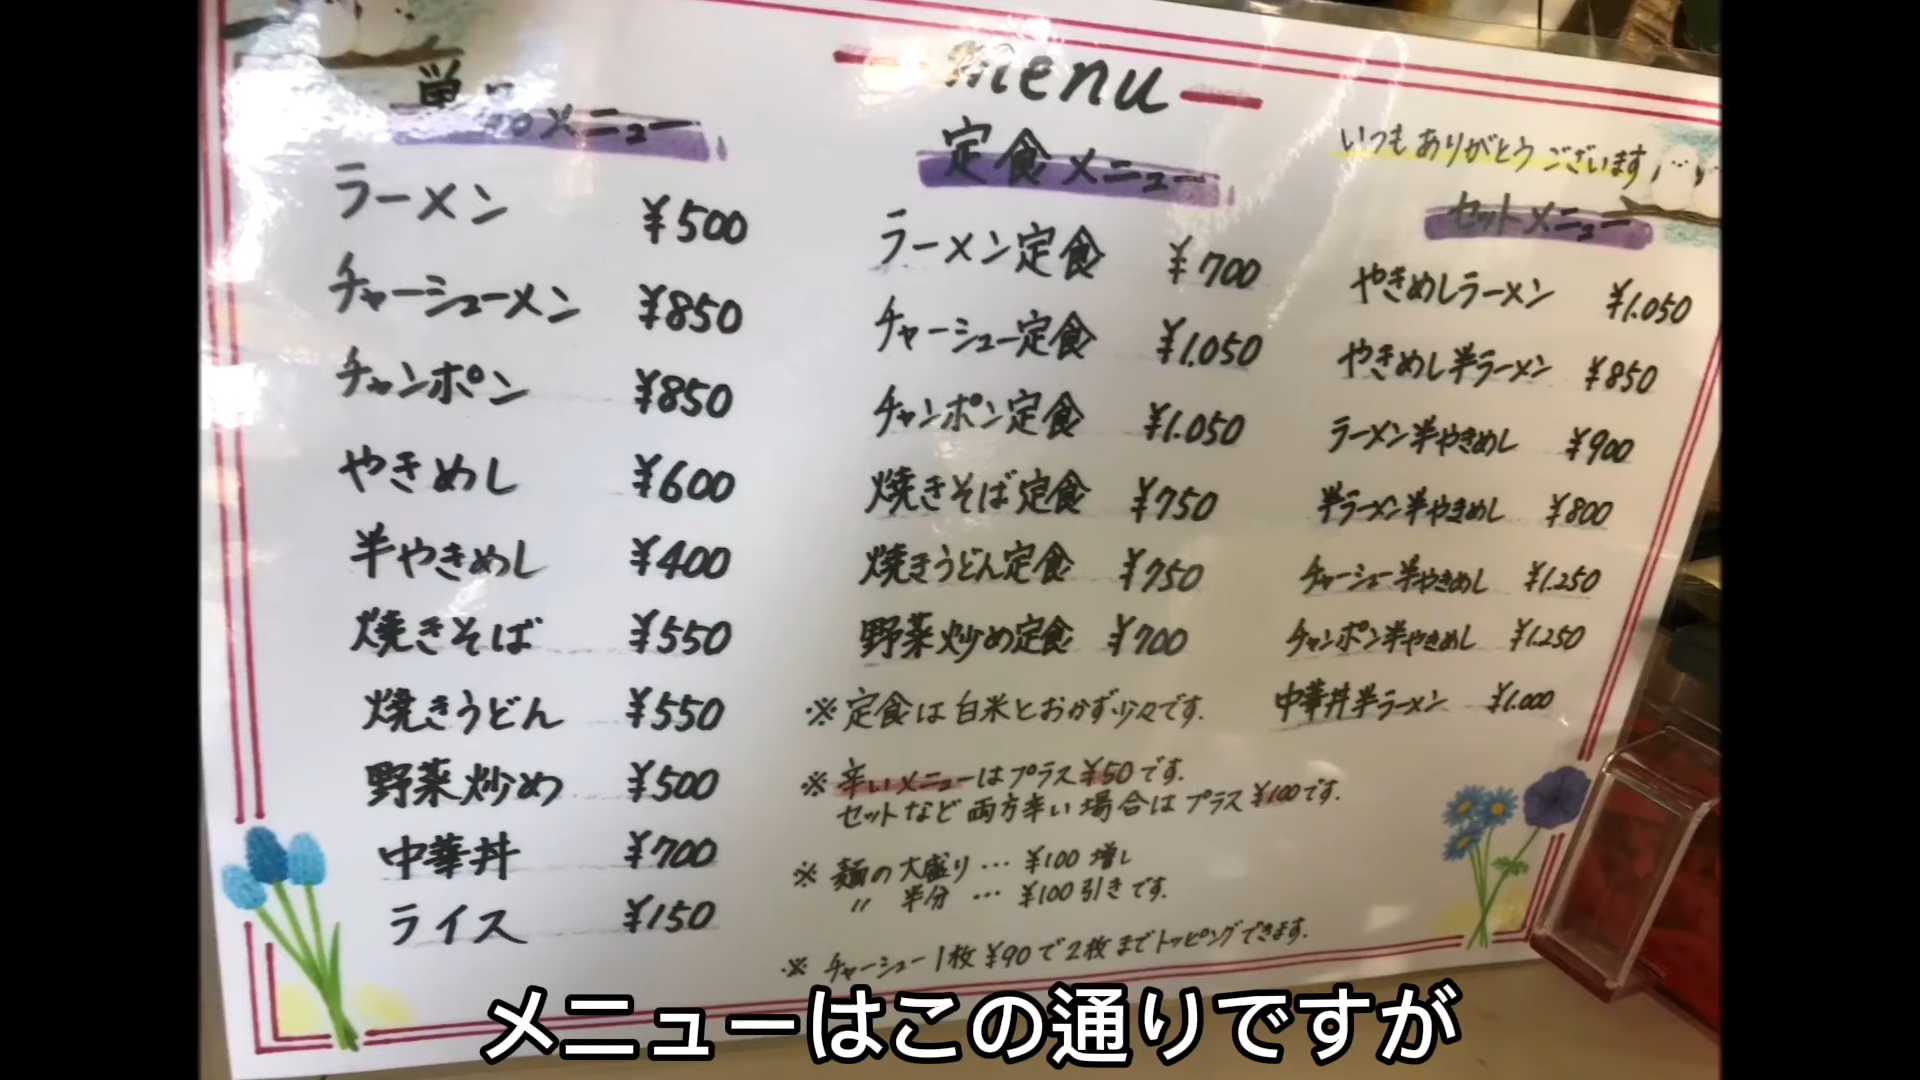 menu
単品メニュー
ラーメン ¥500
チャーシューメン ¥850
チャンポン ¥850
やきめし ¥600
半やきめし ¥400
焼きそば ¥550
焼きうどん ¥550
野菜炒め ¥500
中華丼 ¥700
ライス ¥150
定食メニュー
ラーメン定食 ¥700
チャーシュー定食 ¥1.050
チャンポン定食 ¥1.050
焼きそば定食 ¥750
焼きうどん定食 ¥750
野菜炒め定食 ¥700
※定食は白米とおかず少々です.
※辛いメニューはプラス¥50です.
セットなど両方辛い場合はプラス¥100です.
※麺の大盛り… ¥100増し
〃 半分 … ¥100引きです.
※チャーシュー1枚¥90で2枚までトッピングできます.
いつもありがとうございます
セットメニュー
やきめしラーメン ¥1.050
やきめし半ラーメン ¥850
ラーメン半やきめし ¥900
半ラーメン半やきめし ¥800
チャーシュー半やきめし ¥1.250
チャンポン半やきめし ¥1.250
中華丼半ラーメン ¥1.000
メニューはこの通りですが